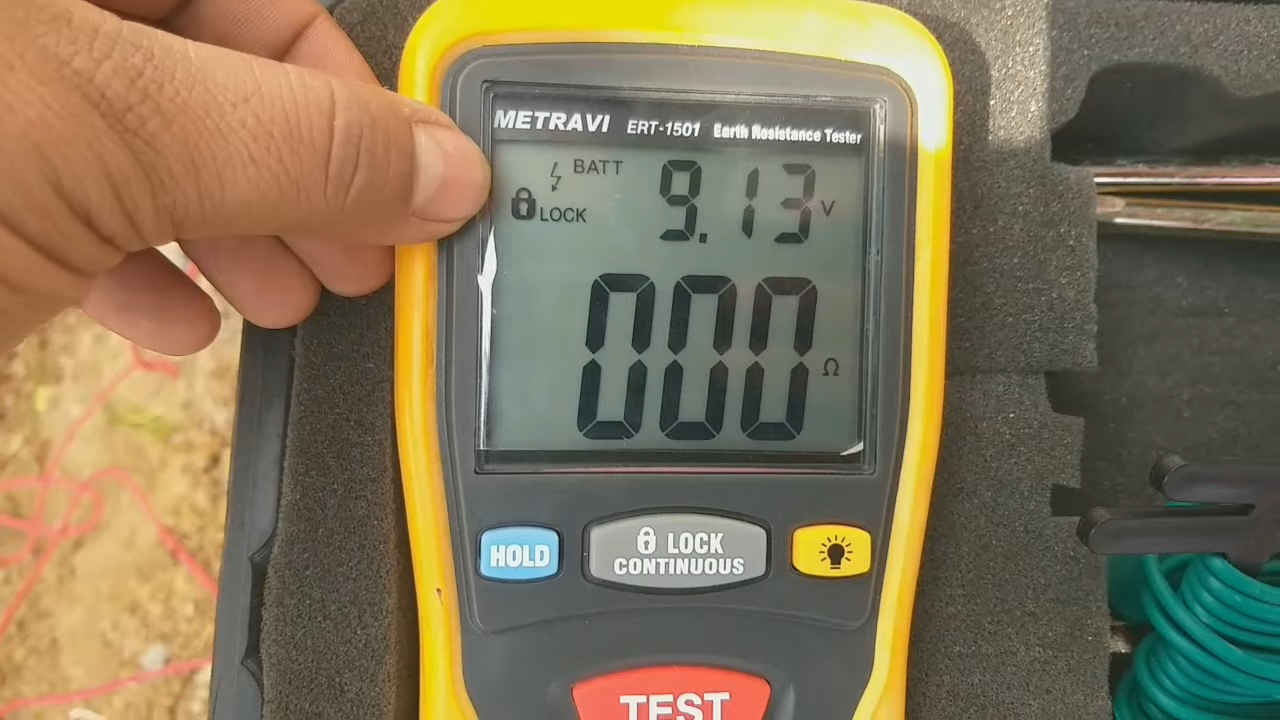 METRAVI ERT-1501 Earth Resistance Tester
BATT 9.13 V
LOCK
000 Ω
HOLD
LOCK
CONTINUOUS
TEST